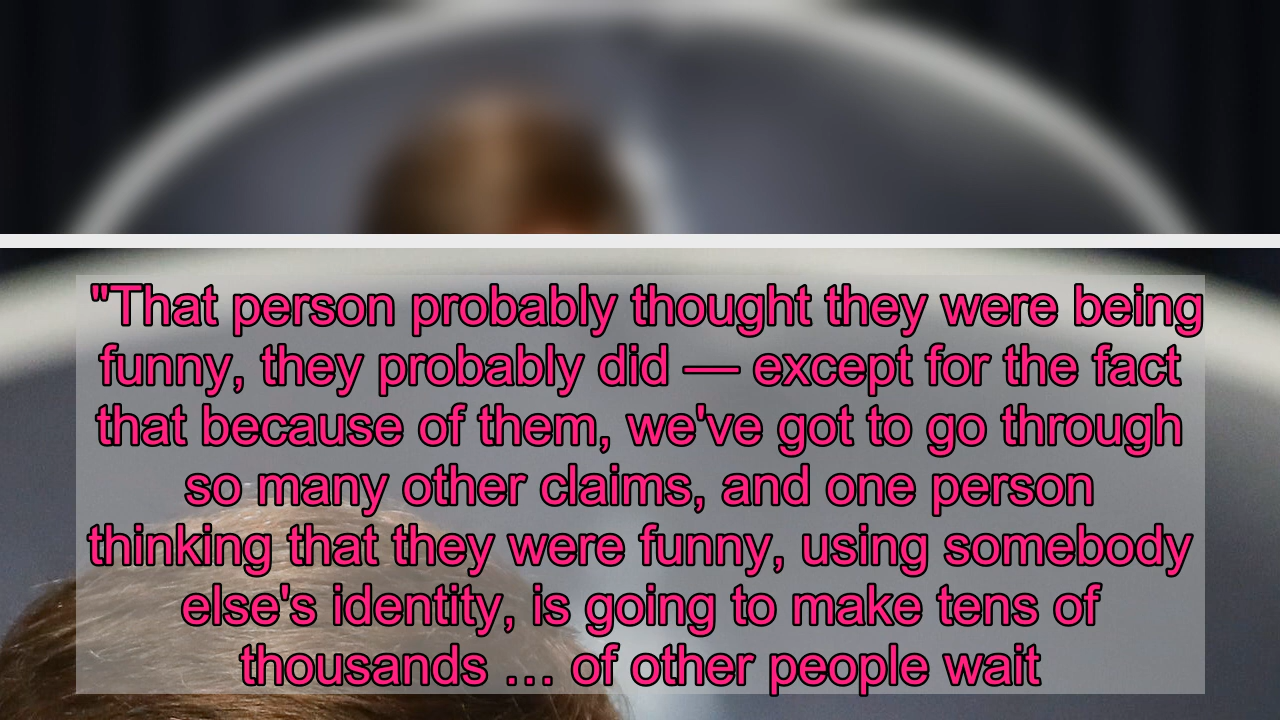 "That person probably thought they were being
funny, they probably did — except for the fact
that because of them, we've got to go through
so many other claims, and one person
thinking that they were funny, using somebody
else's identity, is going to make tens of
thousands … of other people wait